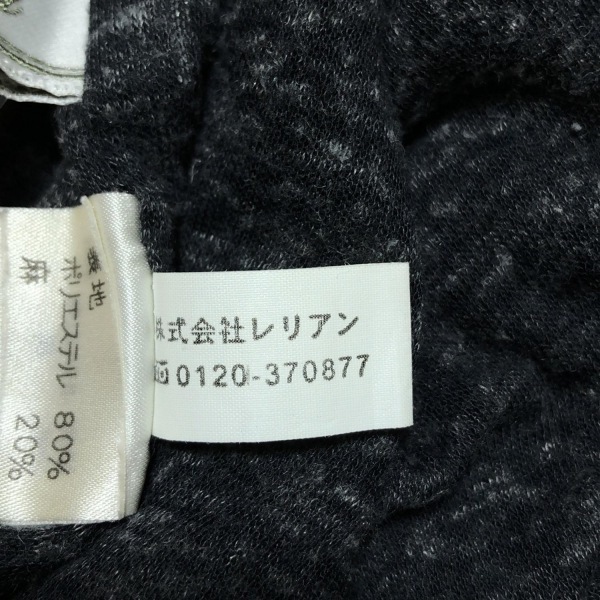 株式会社レリアン
0120-370877
表地
ポリエステル 80%
麻 20%